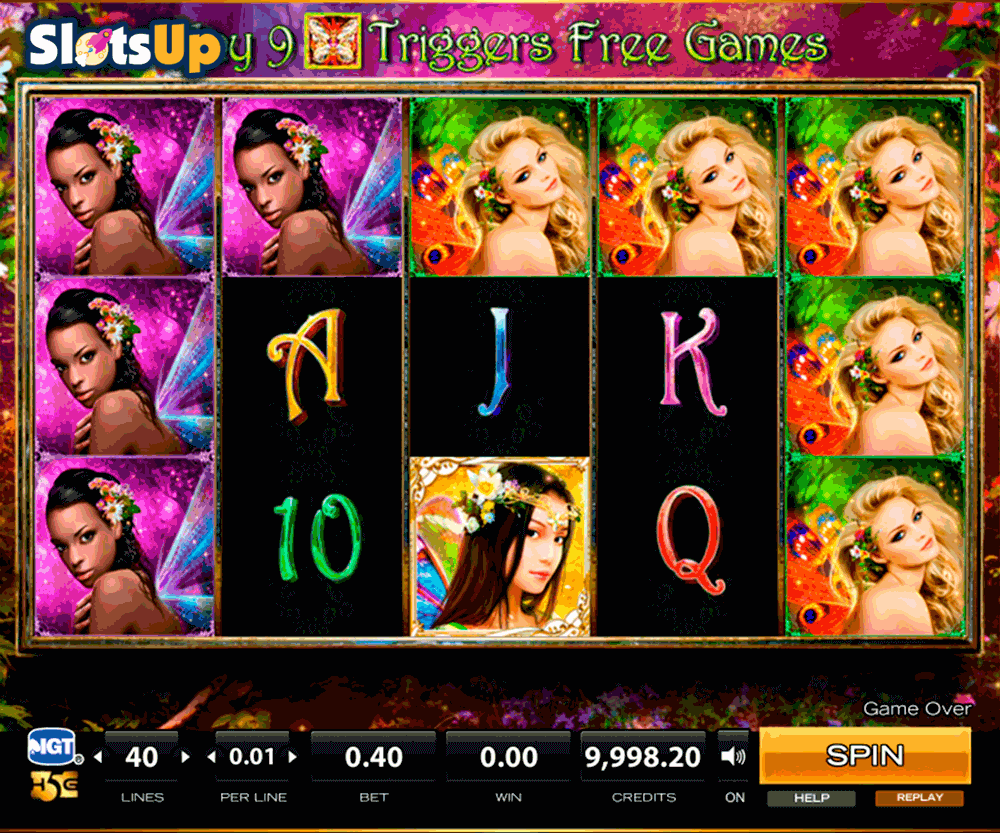 SlotsUp
y 9 Triggers Free Games
A J K
10 Q
Game Over
IGT
40 0.01 0.40 0.00 9,998.20 SPIN
LINES PER LINE BET WIN CREDITS ON HELP REPLAY